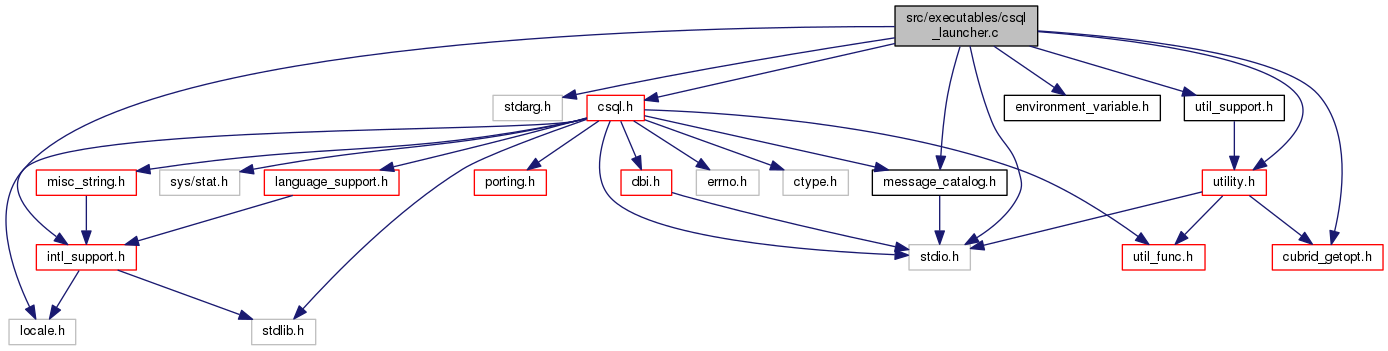 src/executables/csql
_launcher.c
stdarg.h
csql.h
environment_variable.h
util_support.h
misc_string.h
sys/stat.h
language_support.h
porting.h
dbi.h
errno.h
ctype.h
message_catalog.h
utility.h
intl_support.h
stdio.h
util_func.h
cubrid_getopt.h
locale.h
stdlib.h